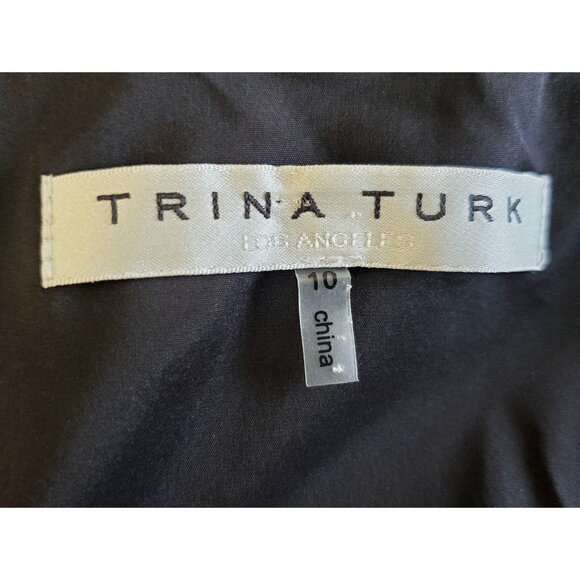 TRINA TURK
LOS ANGELES
10
china